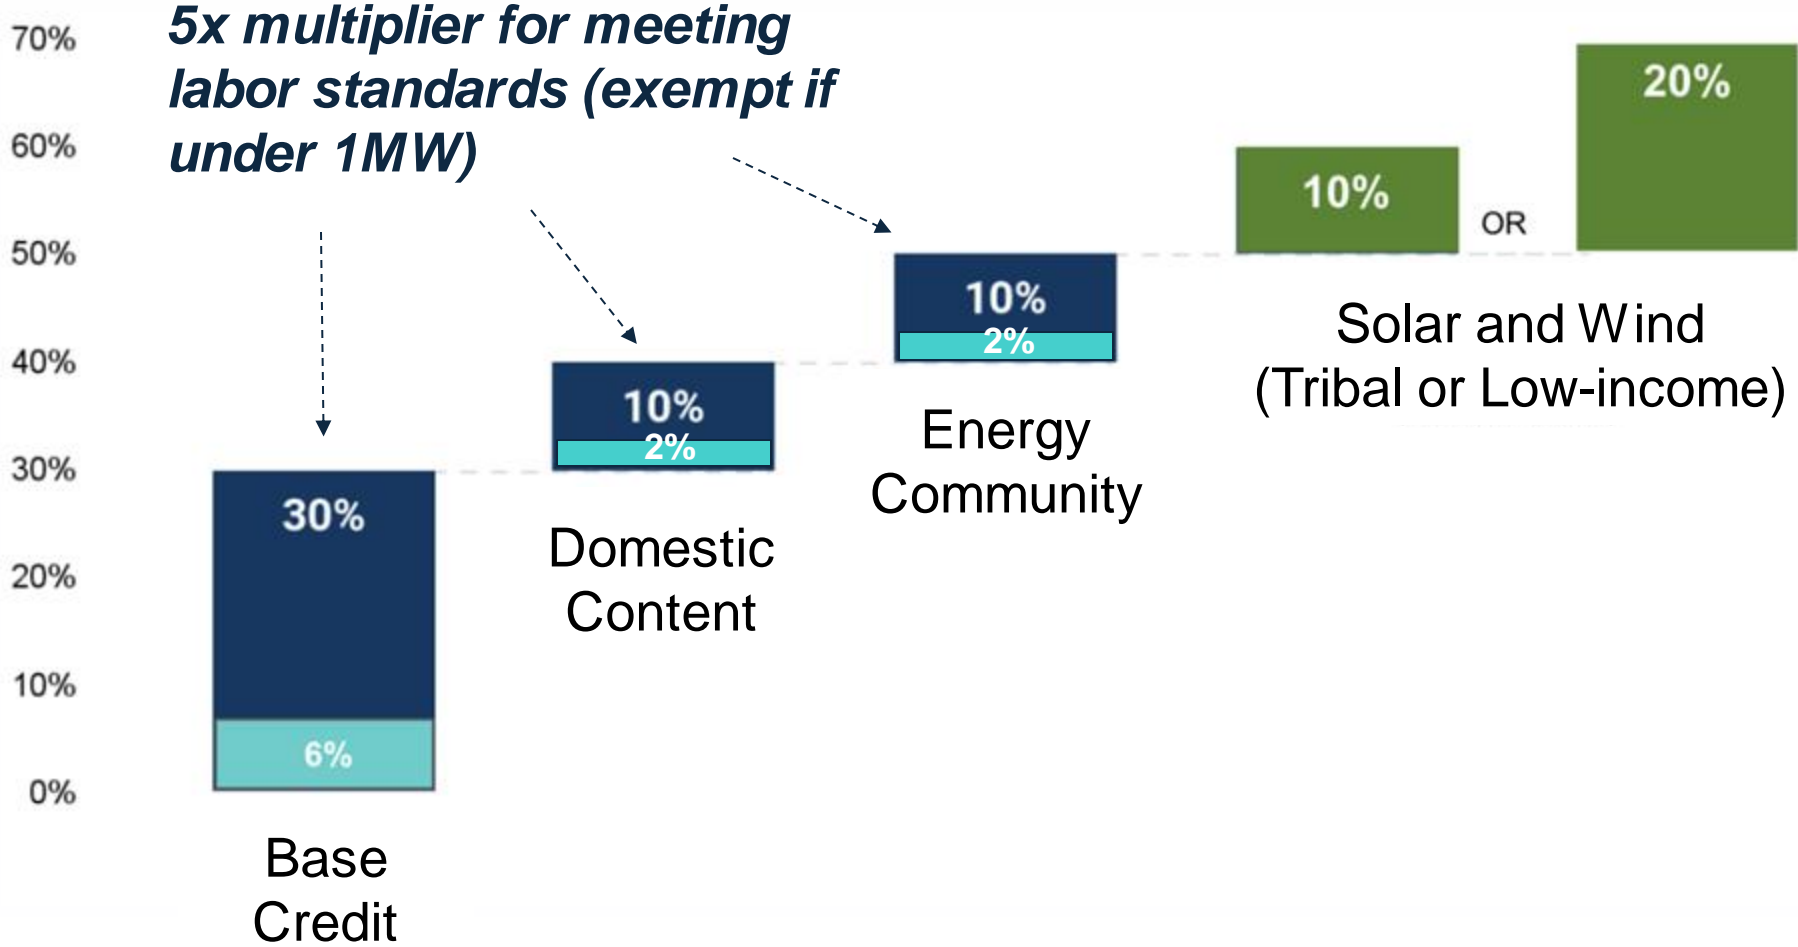 5x multiplier for meeting
labor standards (exempt if
under 1MW)
70%
60%
50%
40%
30%
20%
10%
0%
30%
6%
Base
Credit
10%
2%
Domestic
Content
10%
2%
Energy
Community
10%
OR
20%
Solar and Wind
(Tribal or Low-income)